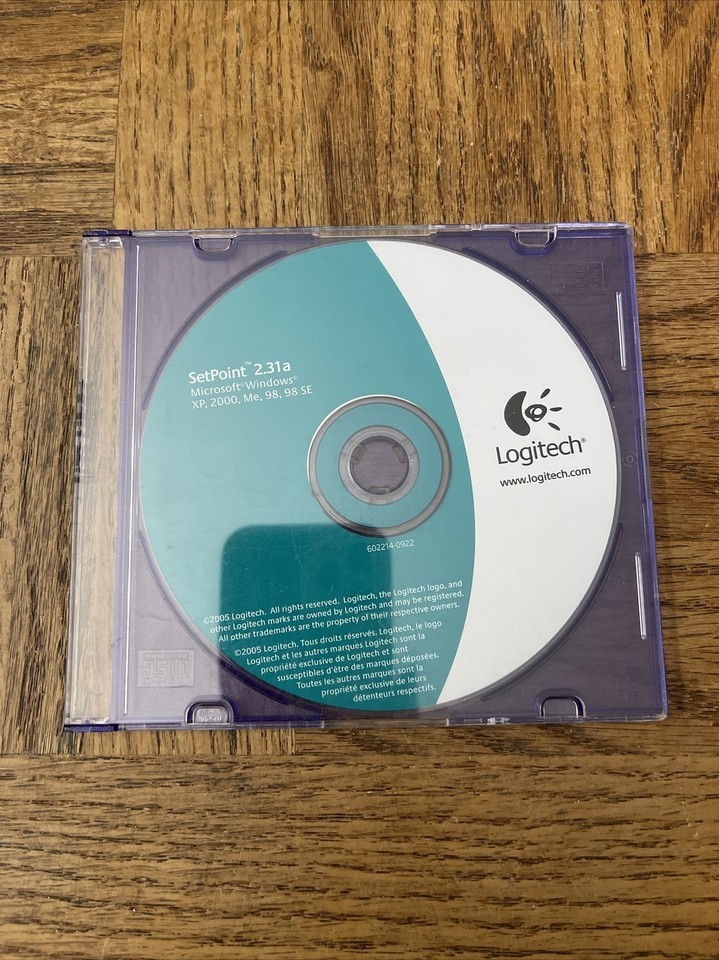 SetPoint™ 2.31a
Microsoft® Windows®
XP, 2000, Me, 98, 98 SE
Logitech®
www.logitech.com
602214-0922
©2005 Logitech. All rights reserved. Logitech, the Logitech logo, and
other Logitech marks are owned by Logitech and may be registered.
All other trademarks are the property of their respective owners.
©2005 Logitech. Tous droits réservés. Logitech, le logo
Logitech et les autres marques Logitech sont la
propriété exclusive de Logitech et sont
susceptibles d'être des marques déposées.
Toutes les autres marques sont la
propriété exclusive de leurs
détenteurs respectifs.